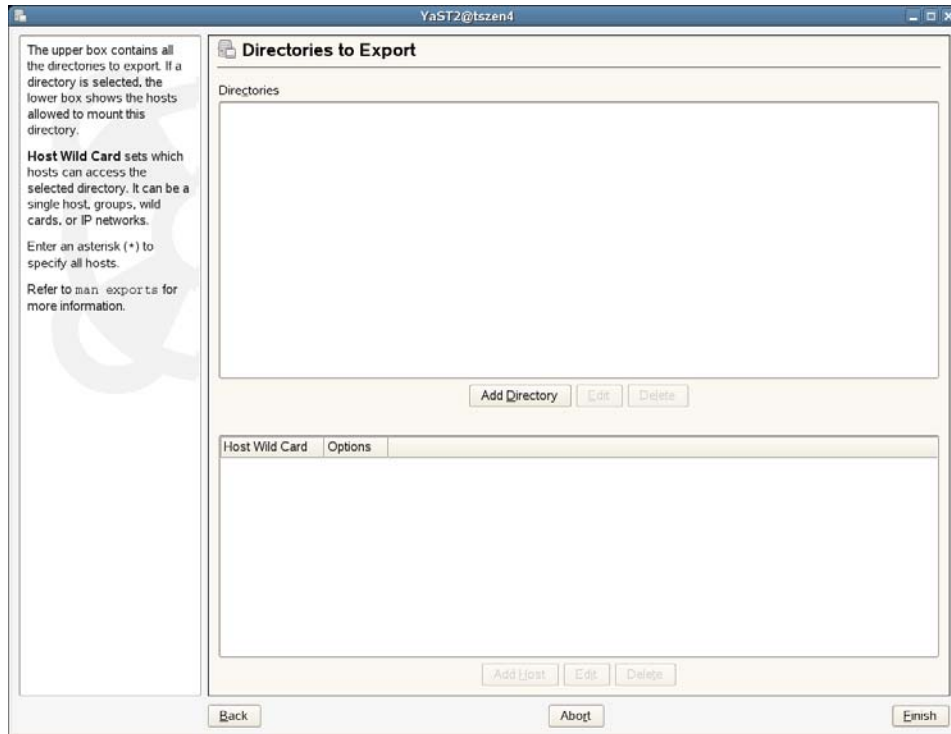 YaST2@tszen4
The upper box contains all
the directories to export. If a
directory is selected, the
lower box shows the hosts
allowed to mount this
directory.
Host Wild Card sets which
hosts can access the
selected directory. It can be a
single host, groups, wild
cards, or IP networks.
Enter an asterisk (*) to
specify all hosts.
Refer to man exports for
more information.
Directories to Export
Directories
Add Directory Edit Delete
Host Wild Card Options
Add Host Edit Delete
Back Abort Finish